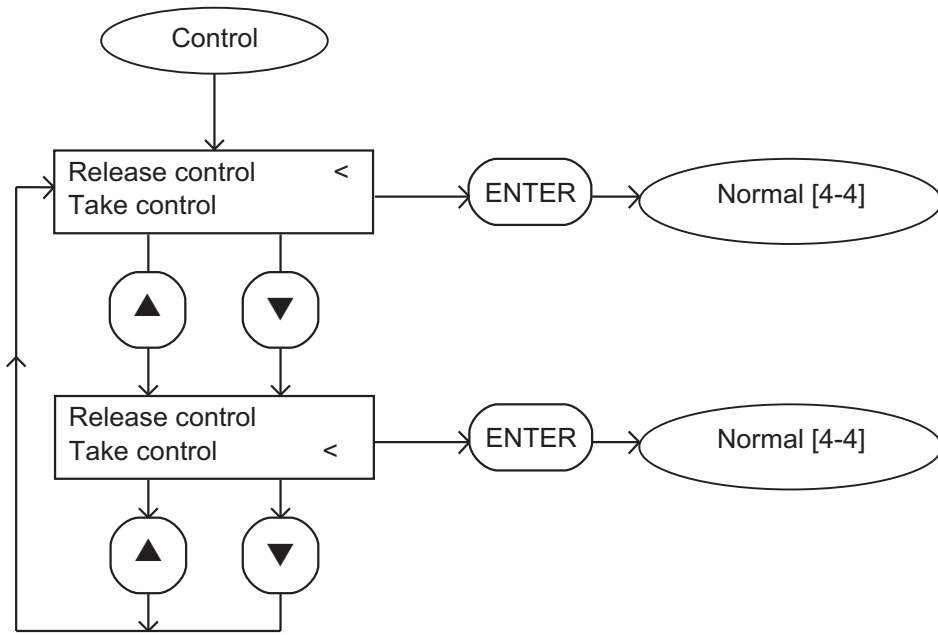 Control
Release control <
Take control
ENTER
Normal [4-4]
▲ ▼
Release control
Take control <
ENTER
Normal [4-4]
▲ ▼